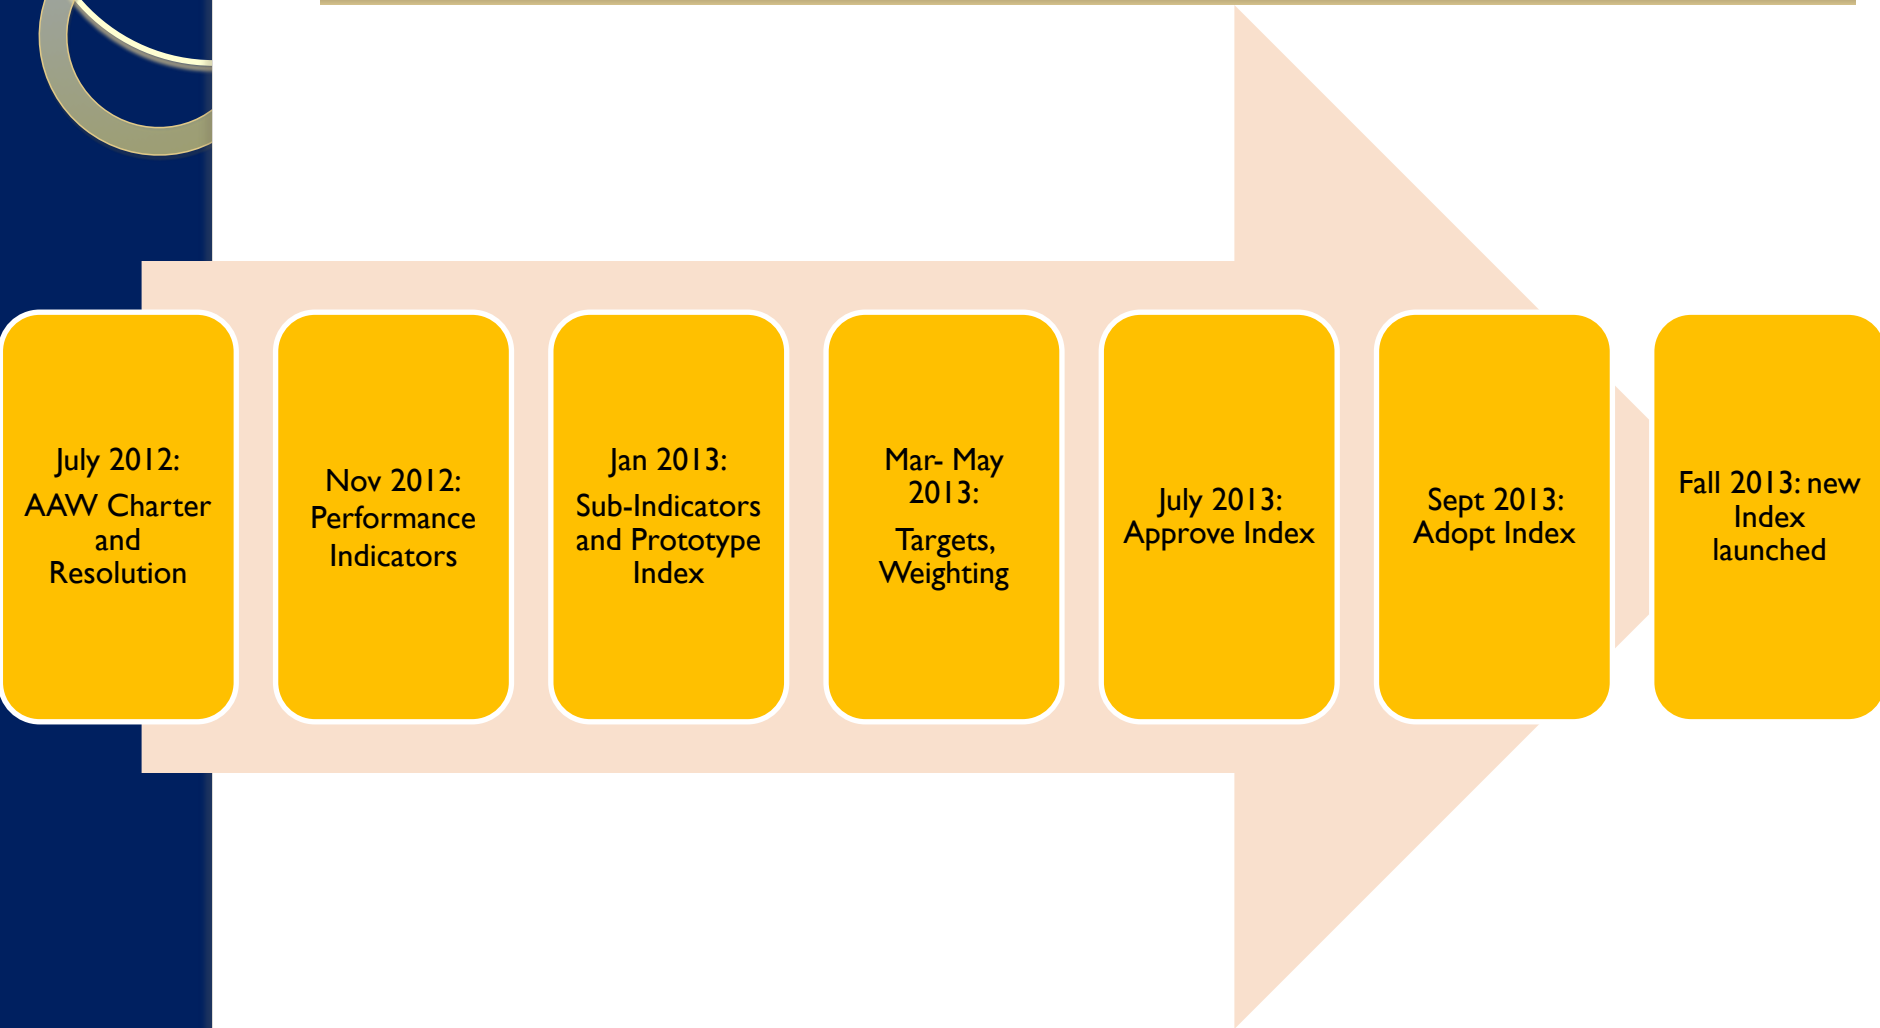 July 2012:
AAW Charter
and
Resolution
Nov 2012:
Performance
Indicators
Jan 2013:
Sub-Indicators
and Prototype
Index
Mar- May
2013:
Targets,
Weighting
July 2013:
Approve Index
Sept 2013:
Adopt Index
Fall 2013: new
Index
launched